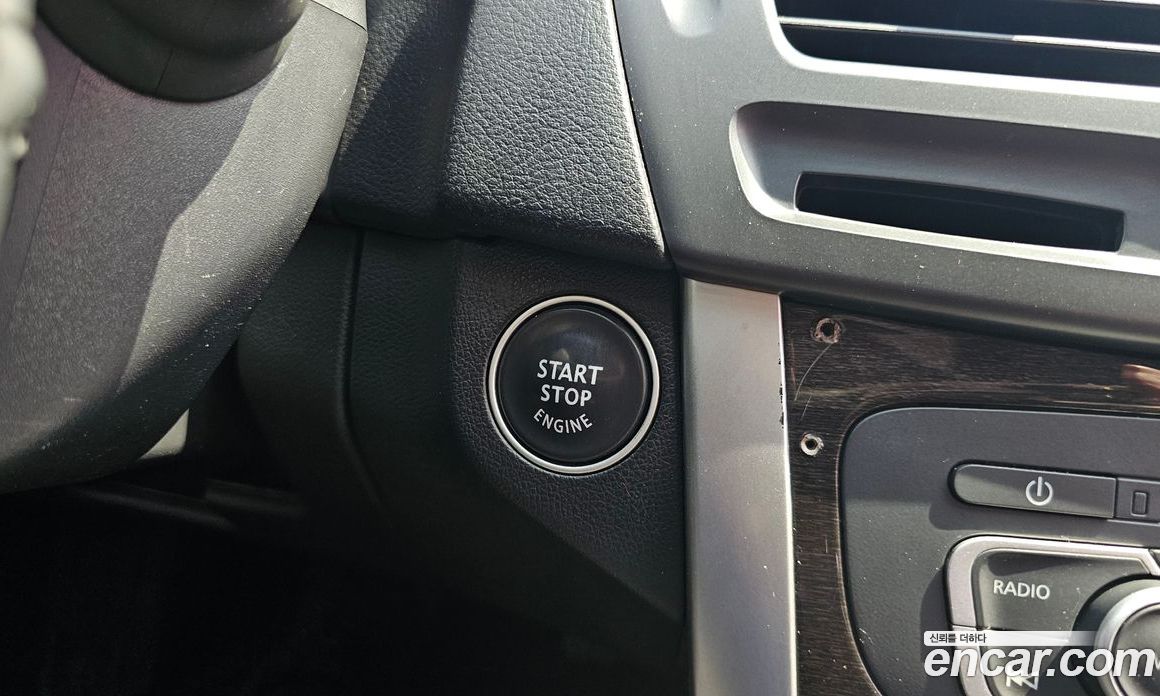 START
STOP
ENGINE
RADIO
신뢰를 더하다
encar.com